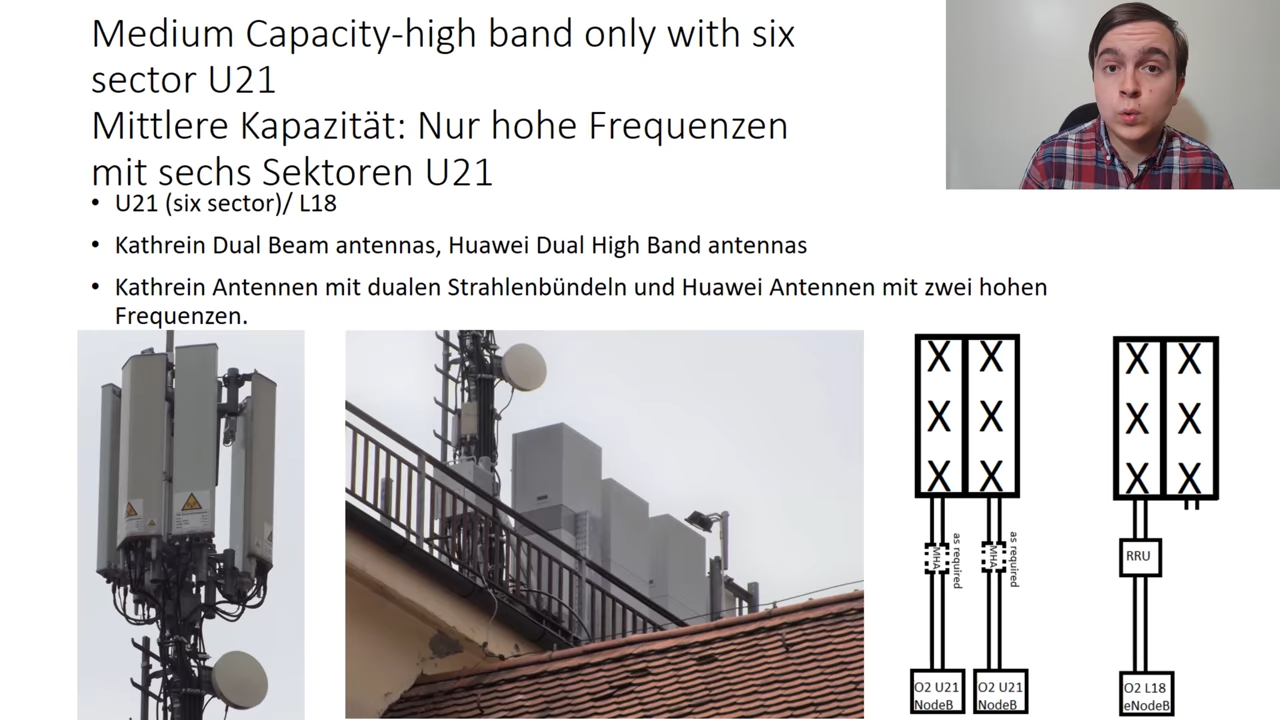 Medium Capacity-high band only with six
sector U21
Mittlere Kapazität: Nur hohe Frequenzen
mit sechs Sektoren U21
• U21 (six sector)/ L18
• Kathrein Dual Beam antennas, Huawei Dual High Band antennas
• Kathrein Antennen mit dualen Strahlenbündeln und Huawei Antennen mit zwei hohen
Frequenzen.
X X
X X
X X
MHA
as required
MHA
as required
O2 U21
NodeB
O2 U21
NodeB
X X
X X
X X
RRU
O2 L18
eNodeB